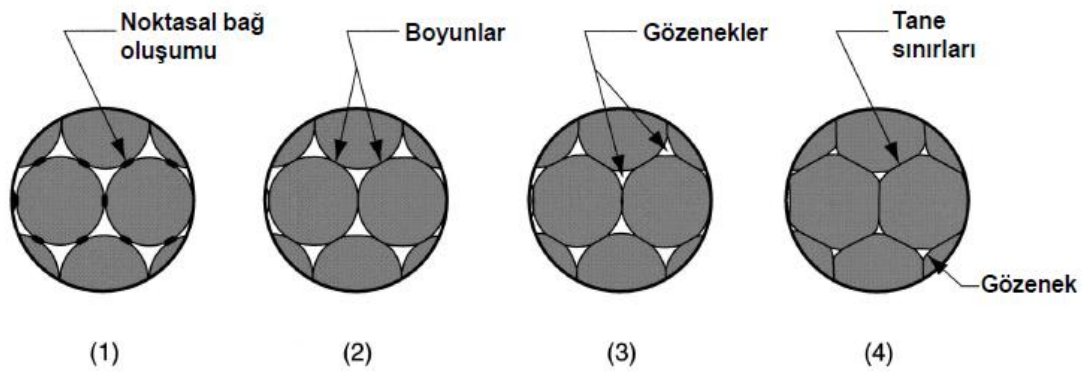 Noktasal bağ
oluşumu
Boyunlar
Gözenekler
Tane
sınırları
Gözenek
(1)
(2)
(3)
(4)